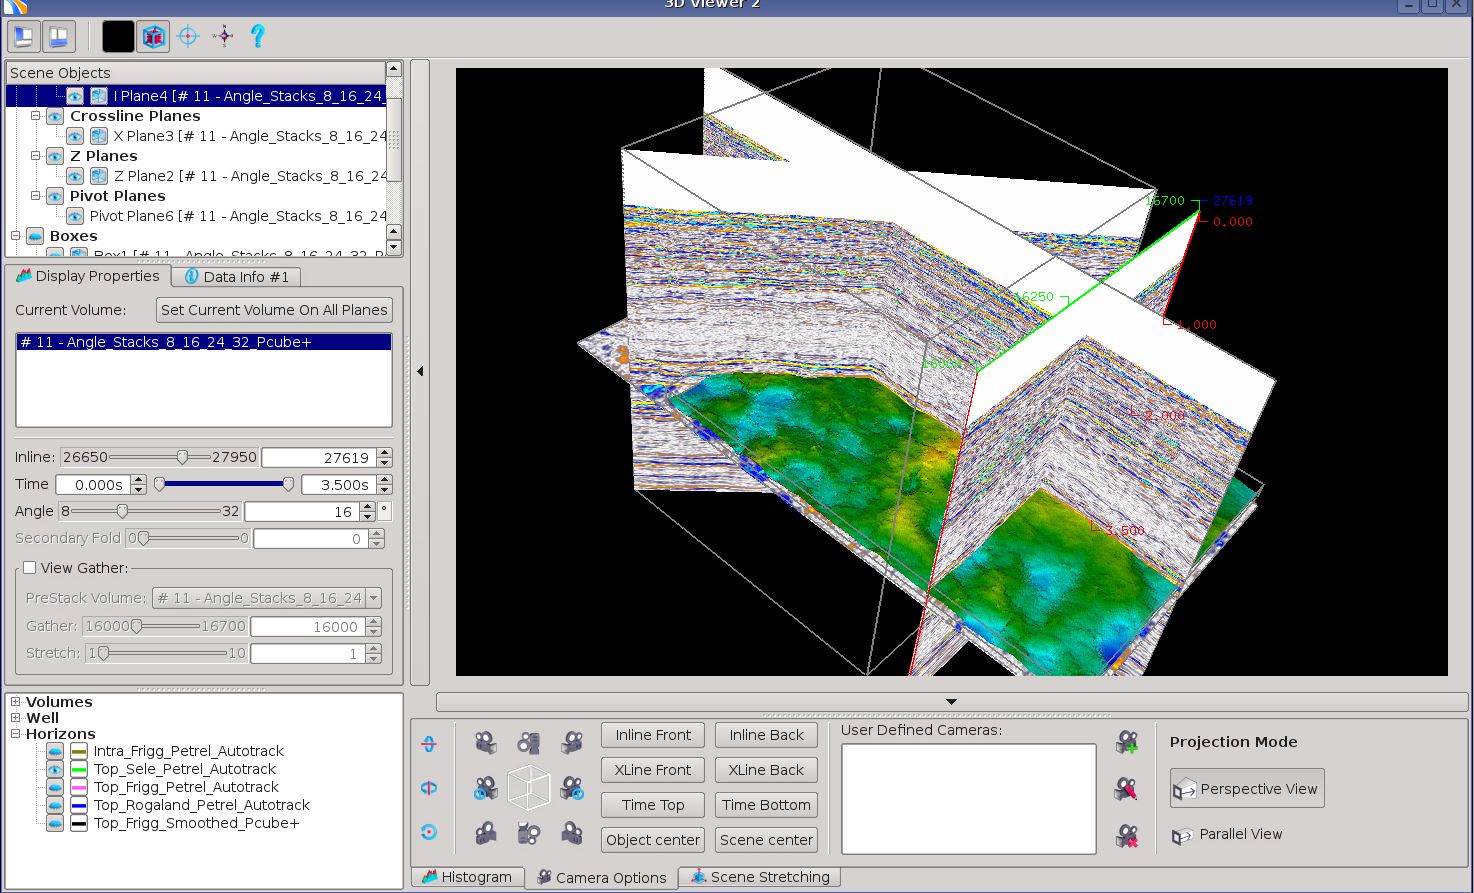 3D Viewer 2
Scene Objects
I Plane4 [# 11 - Angle_Stacks_8_16_24_
Crossline Planes
X Plane3 [# 11 - Angle_Stacks_8_16_24
Z Planes
Z Plane2 [# 11 - Angle_Stacks_8_16_24
Pivot Planes
Pivot Plane6 [# 11 - Angle_Stacks_8_16_24
Boxes
Box1 [# 11 - Angle_Stacks_8_16_24_32_P
Display Properties
Data Info #1
Current Volume:
Set Current Volume On All Planes
# 11 - Angle_Stacks_8_16_24_32_Pcube+
Inline: 26650 27950 27619
Time 0.000s 3.500s
Angle 8 32 16 °
Secondary Fold 0 0 0
View Gather:
PreStack Volume: # 11 - Angle_Stacks_8_16_24
Gather: 16000 16700 16000
Stretch: 1 10 1
Volumes
Well
Horizons
Intra_Frigg_Petrel_Autotrack
Top_Sele_Petrel_Autotrack
Top_Frigg_Petrel_Autotrack
Top_Rogaland_Petrel_Autotrack
Top_Frigg_Smoothed_Pcube+
16700 27619
0.000
16250
1.000
2.000
3.500
Inline Front
Inline Back
XLine Front
XLine Back
Time Top
Time Bottom
Object center
Scene center
User Defined Cameras:
Projection Mode
Perspective View
Parallel View
Histogram
Camera Options
Scene Stretching